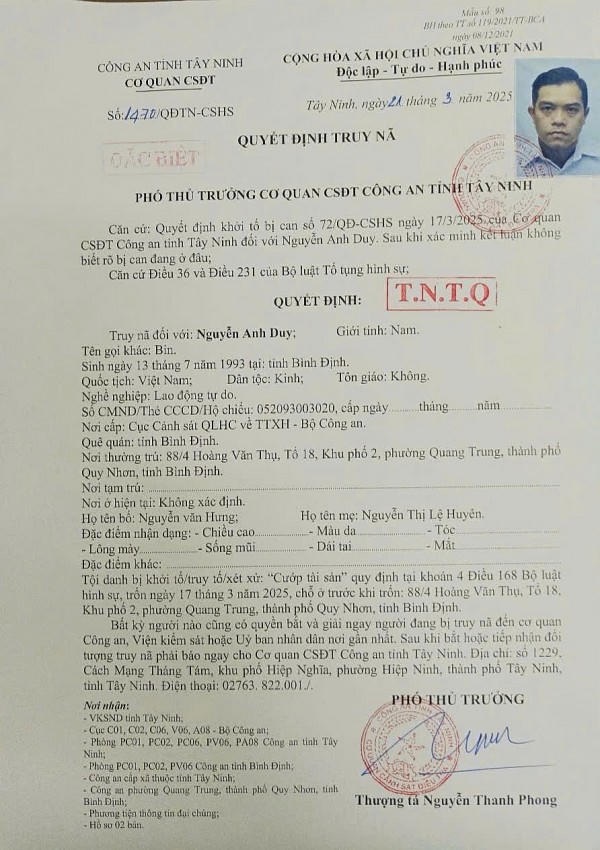 Mẫu số 98
BH theo TT số 119/2021/TT-BCA
ngày 08/12/2021
CÔNG AN TỈNH TÂY NINH
CƠ QUAN CSĐT
CỘNG HÒA XÃ HỘI CHỦ NGHĨA VIỆT NAM
Độc lập - Tự do - Hạnh phúc
Số: 1470/QĐTN-CSHS
Tây Ninh, ngày 21 tháng 3 năm 2025
QUYẾT ĐỊNH TRUY NÃ
ĐẶC BIỆT
PHÓ THỦ TRƯỞNG CƠ QUAN CSĐT CÔNG AN TỈNH TÂY NINH
Căn cứ: Quyết định khởi tố bị can số 72/QĐ-CSHS ngày 17/3/2025 của Cơ quan
CSĐT Công an tỉnh Tây Ninh đối với Nguyễn Anh Duy. Sau khi xác minh kết luận không
biết rõ bị can đang ở đâu;
Căn cứ Điều 36 và Điều 231 của Bộ luật Tố tụng hình sự;
QUYẾT ĐỊNH:
T.N.T.Q
Truy nã đối với: Nguyễn Anh Duy; Giới tính: Nam.
Tên gọi khác: Bin.
Sinh ngày 13 tháng 7 năm 1993 tại: tỉnh Bình Định.
Quốc tịch: Việt Nam; Dân tộc: Kinh; Tôn giáo: Không.
Nghề nghiệp: Lao động tự do.
Số CMND/Thẻ CCCD/Hộ chiếu: 052093003020, cấp ngày.........tháng.........năm............
Nơi cấp: Cục Cảnh sát QLHC về TTXH - Bộ Công an.
Quê quán: tỉnh Bình Định.
Nơi thường trú: 88/4 Hoàng Văn Thụ, Tổ 18, Khu phố 2, phường Quang Trung, thành phố
Quy Nhơn, tỉnh Bình Định.
Nơi tạm trú: ............
Nơi ở hiện tại: Không xác định.
Họ tên bố: Nguyễn văn Hưng; Họ tên mẹ: Nguyễn Thị Lệ Huyên.
Đặc điểm nhận dạng: - Chiều cao............ - Màu da............ - Tóc............
- Lông mày............ - Sống mũi............ - Dái tai............ - Mắt............
Đặc điểm khác: ............
Tội danh bị khởi tố/truy tố/xét xử: “Cướp tài sản” quy định tại khoản 4 Điều 168 Bộ luật
hình sự, trốn ngày 17 tháng 3 năm 2025, chỗ ở trước khi trốn: 88/4 Hoàng Văn Thụ, Tổ 18,
Khu phố 2, phường Quang Trung, thành phố Quy Nhơn, tỉnh Bình Định.
Bất kỳ người nào cũng có quyền bắt và giải ngay người đang bị truy nã đến cơ quan
Công an, Viện kiểm sát hoặc Uỷ ban nhân dân nơi gần nhất. Sau khi bắt hoặc tiếp nhận đối
tượng truy nã phải báo ngay cho Cơ quan CSĐT Công an tỉnh Tây Ninh. Địa chỉ: số 1229,
Cách Mạng Tháng Tám, khu phố Hiệp Nghĩa, phường Hiệp Ninh, thành phố Tây Ninh,
tỉnh Tây Ninh. Điện thoại: 02763. 822.001./.
Nơi nhận:
- VKSND tỉnh Tây Ninh;
- Cục C01, C02, C06, V06, A08 - Bộ Công an;
- Phòng PC01, PC02, PC06, PV06, PA08 Công an tỉnh Tây
Ninh;
- Phòng PC01, PC02, PV06 Công an tỉnh Bình Định;
- Công an cấp xã thuộc tỉnh Tây Ninh;
- Công an phường Quang Trung, thành phố Quy Nhơn, tỉnh
Bình Định;
- Phương tiện thông tin đại chúng;
- Hồ sơ 02 bản.
PHÓ THỦ TRƯỞNG
Thượng tá Nguyễn Thanh Phong